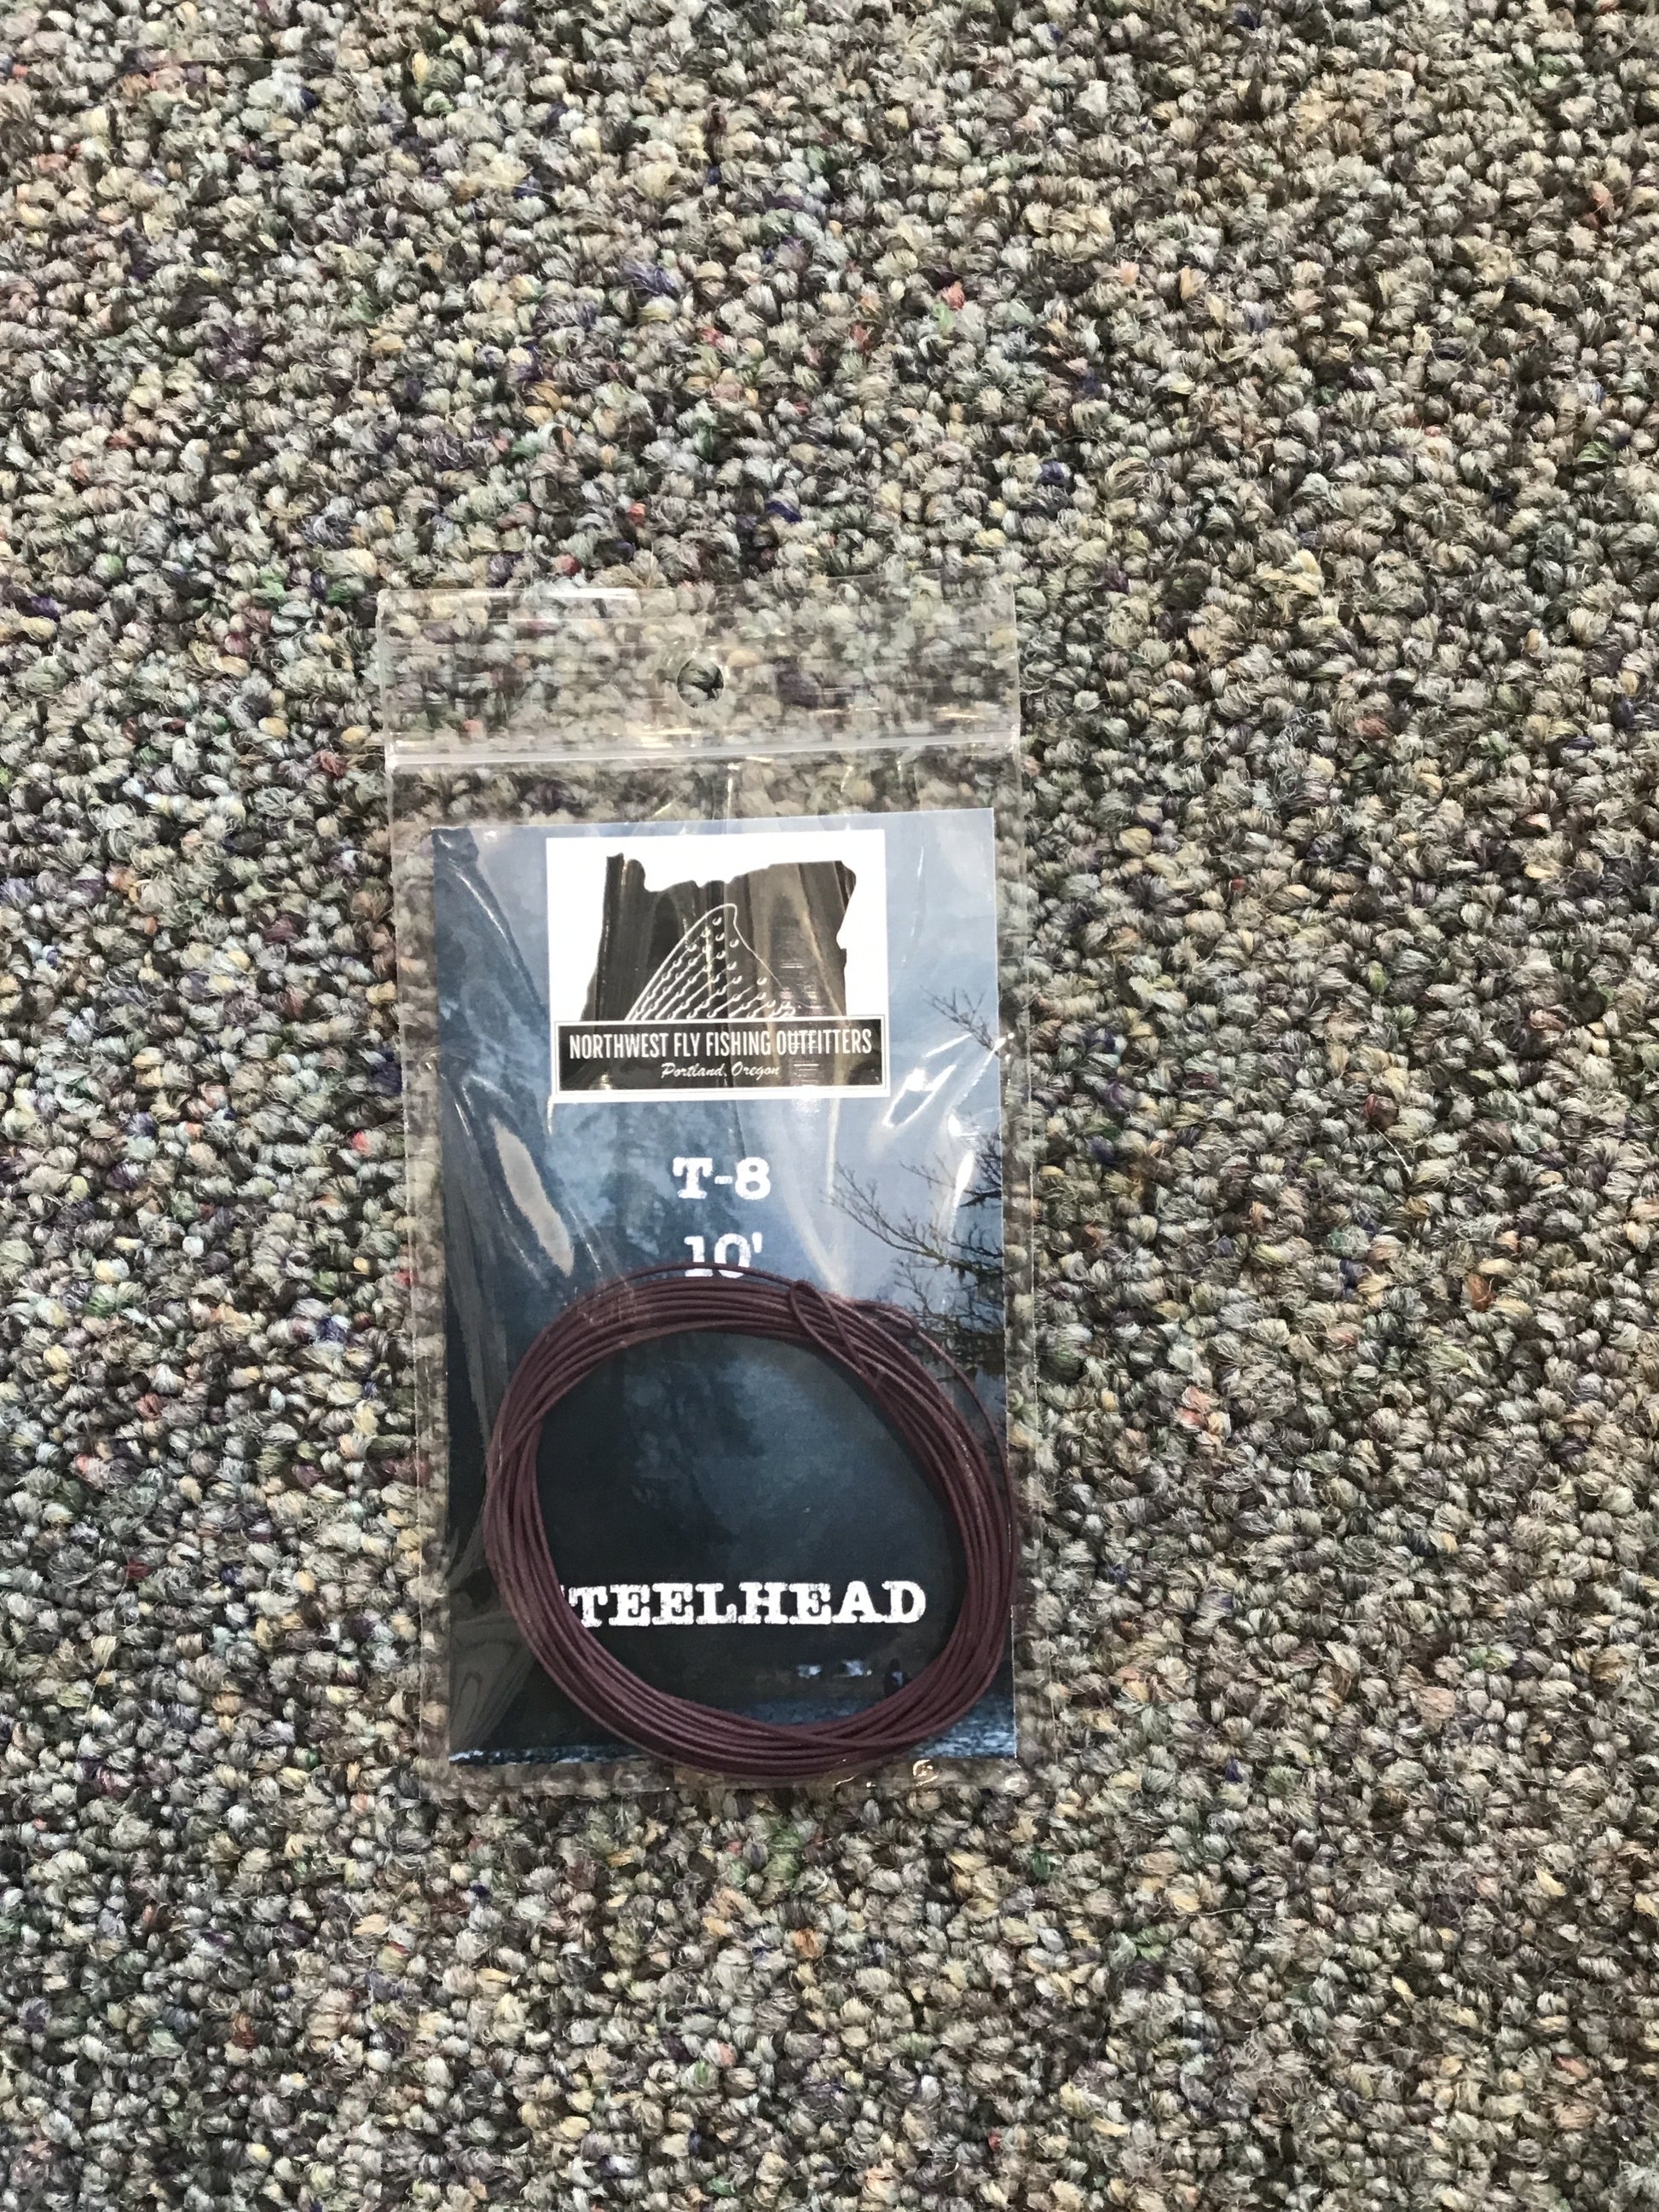 NORTHWEST FLY FISHING OUTFITTERS
Portland, Oregon
T-8
10'
TEELHEAD